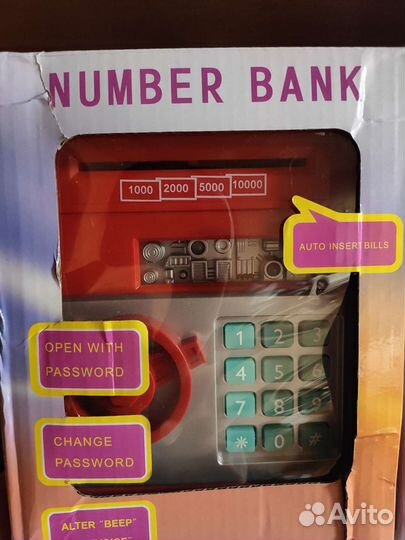 NUMBER BANK
1000 2000 5000 10000
AUTO INSERT BILLS
OPEN WITH
PASSWORD
1 2 3
4 5 6
7 8 9
* 0 #
CHANGE
PASSWORD
ALTER "BEEP"
Avito